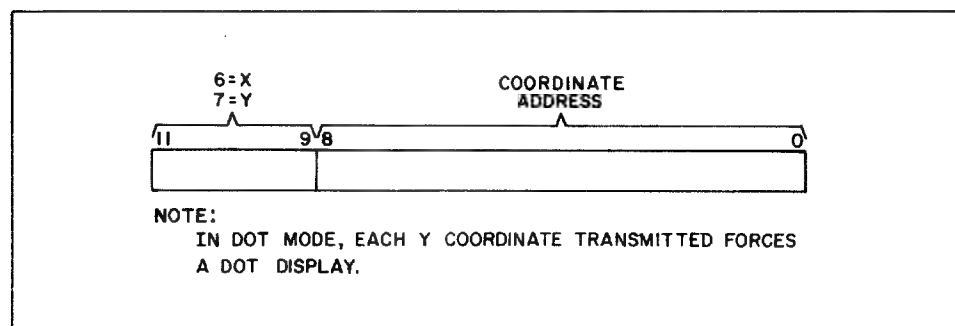 6=X
7=Y
COORDINATE
ADDRESS
11 9 8 0
NOTE:
IN DOT MODE, EACH Y COORDINATE TRANSMITTED FORCES
A DOT DISPLAY.